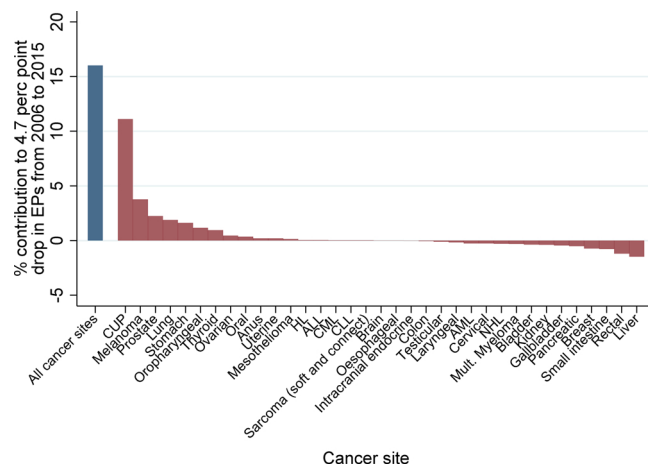 % contribution to 4.7 perc point
drop in EPs from 2006 to 2015
20
15
10
5
0
-5
All cancer sites
CUP
Melanoma
Prostate
Lung
Stomach
Oropharyngeal
Thyroid
Ovarian
Oral
Anus
Uterine
Mesothelioma
HL
ALL
CML
CLL
Sarcoma (soft and connect)
Brain
Oesophageal
Intracranial endocrine
Colon
Testicular
Laryngeal
AML
Cervical
NHL
Mult. Myeloma
Bladder
Kidney
Gallbladder
Pancreatic
Breast
Small intestine
Rectal
Liver
Cancer site